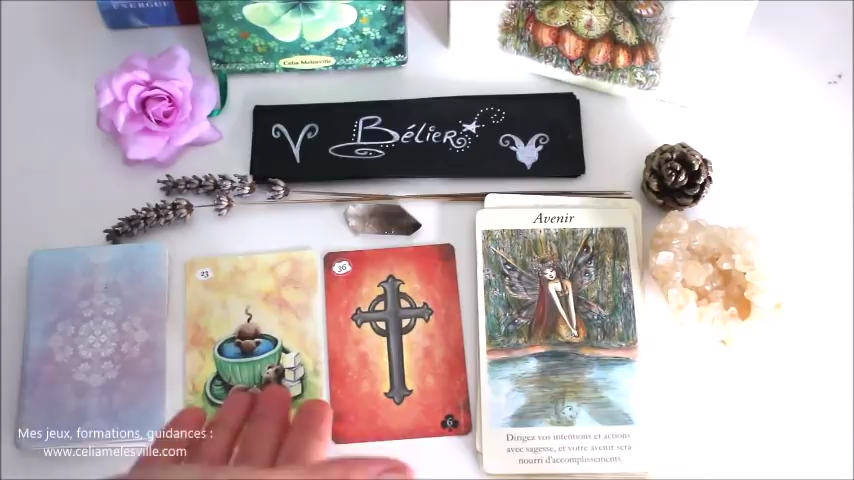 EXERGUE
Célia Melesville
Bélier
Avenir
23
36
6
Dirigez vos intentions et actions
avec sagesse, et votre avenir sera
nourri d'accomplissements.
Mes jeux, formations, guidances :
www.celiamelesville.com